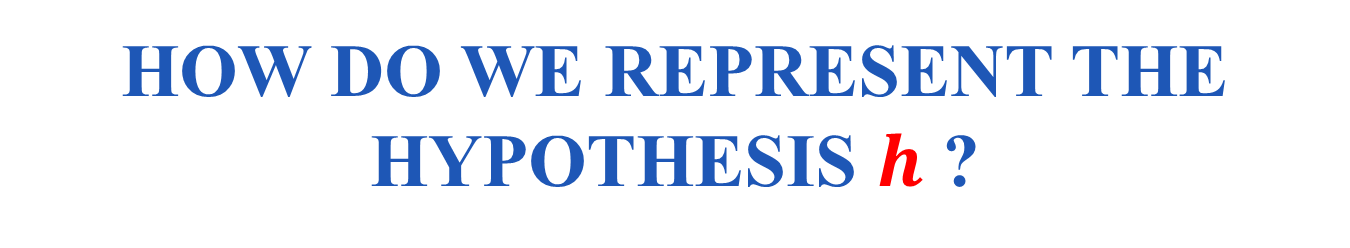 HOW DO WE REPRESENT THE
HYPOTHESIS h ?